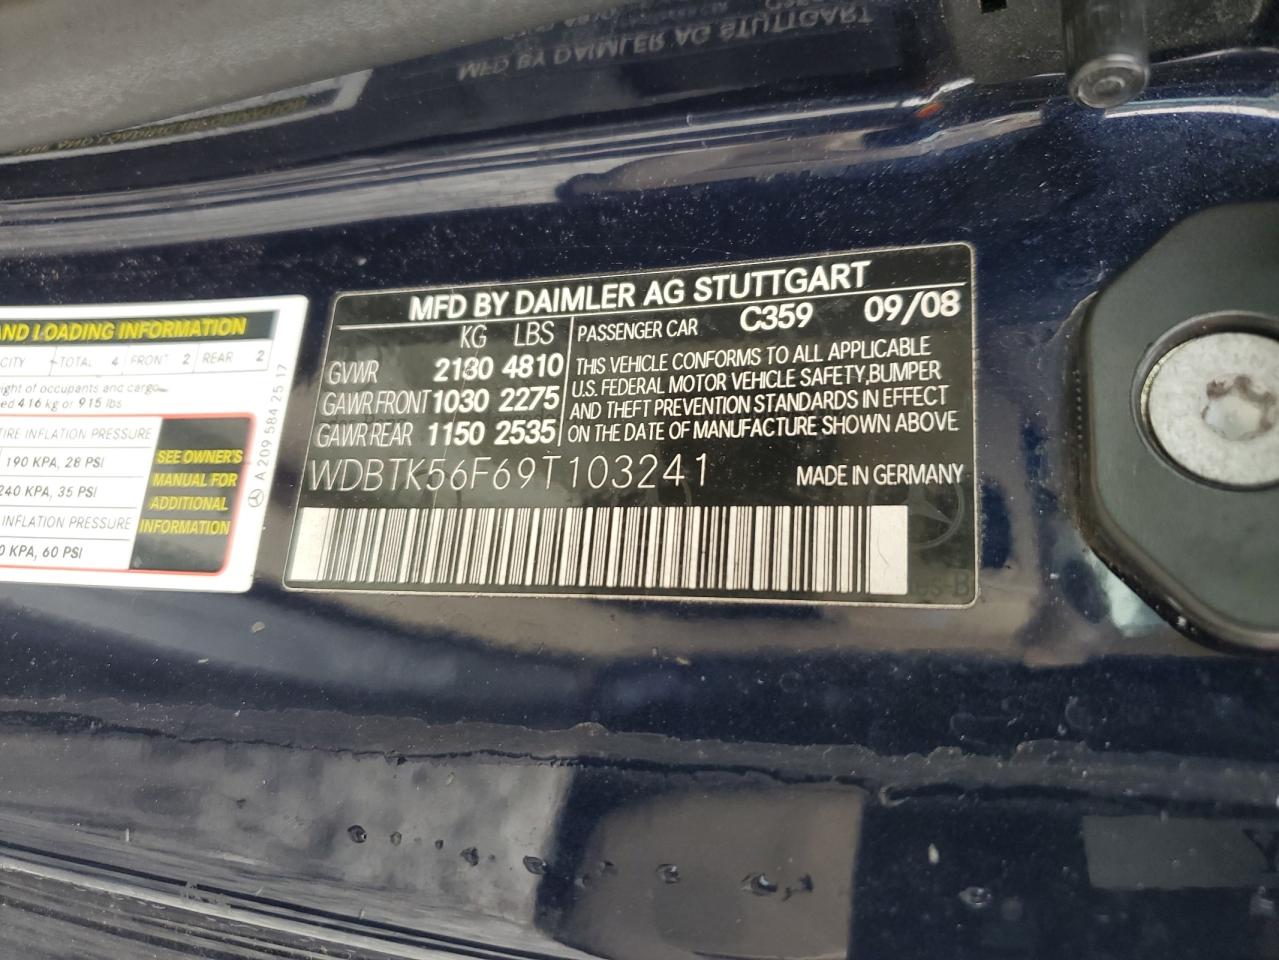 MFD BY DAIMLER AG STUTTGART
MFD BY DAIMLER AG STUTTGART
KG LBS
GVWR 2180 4810
GAWR FRONT 1030 2275
GAWR REAR 1150 2535
PASSENGER CAR C359 09/08
THIS VEHICLE CONFORMS TO ALL APPLICABLE
U.S. FEDERAL MOTOR VEHICLE SAFETY,BUMPER
AND THEFT PREVENTION STANDARDS IN EFFECT
ON THE DATE OF MANUFACTURE SHOWN ABOVE
WDBTK56F69T103241 MADE IN GERMANY
AND LOADING INFORMATION
CITY TOTAL 4 FRONT 2 REAR 2
ight of occupants and cargo
ed 416 kg or 915 lbs
TIRE INFLATION PRESSURE
190 KPA, 28 PSI
240 KPA, 35 PSI
INFLATION PRESSURE
0 KPA, 60 PSI
SEE OWNER'S
MANUAL FOR
ADDITIONAL
INFORMATION
A 209 584 25 17